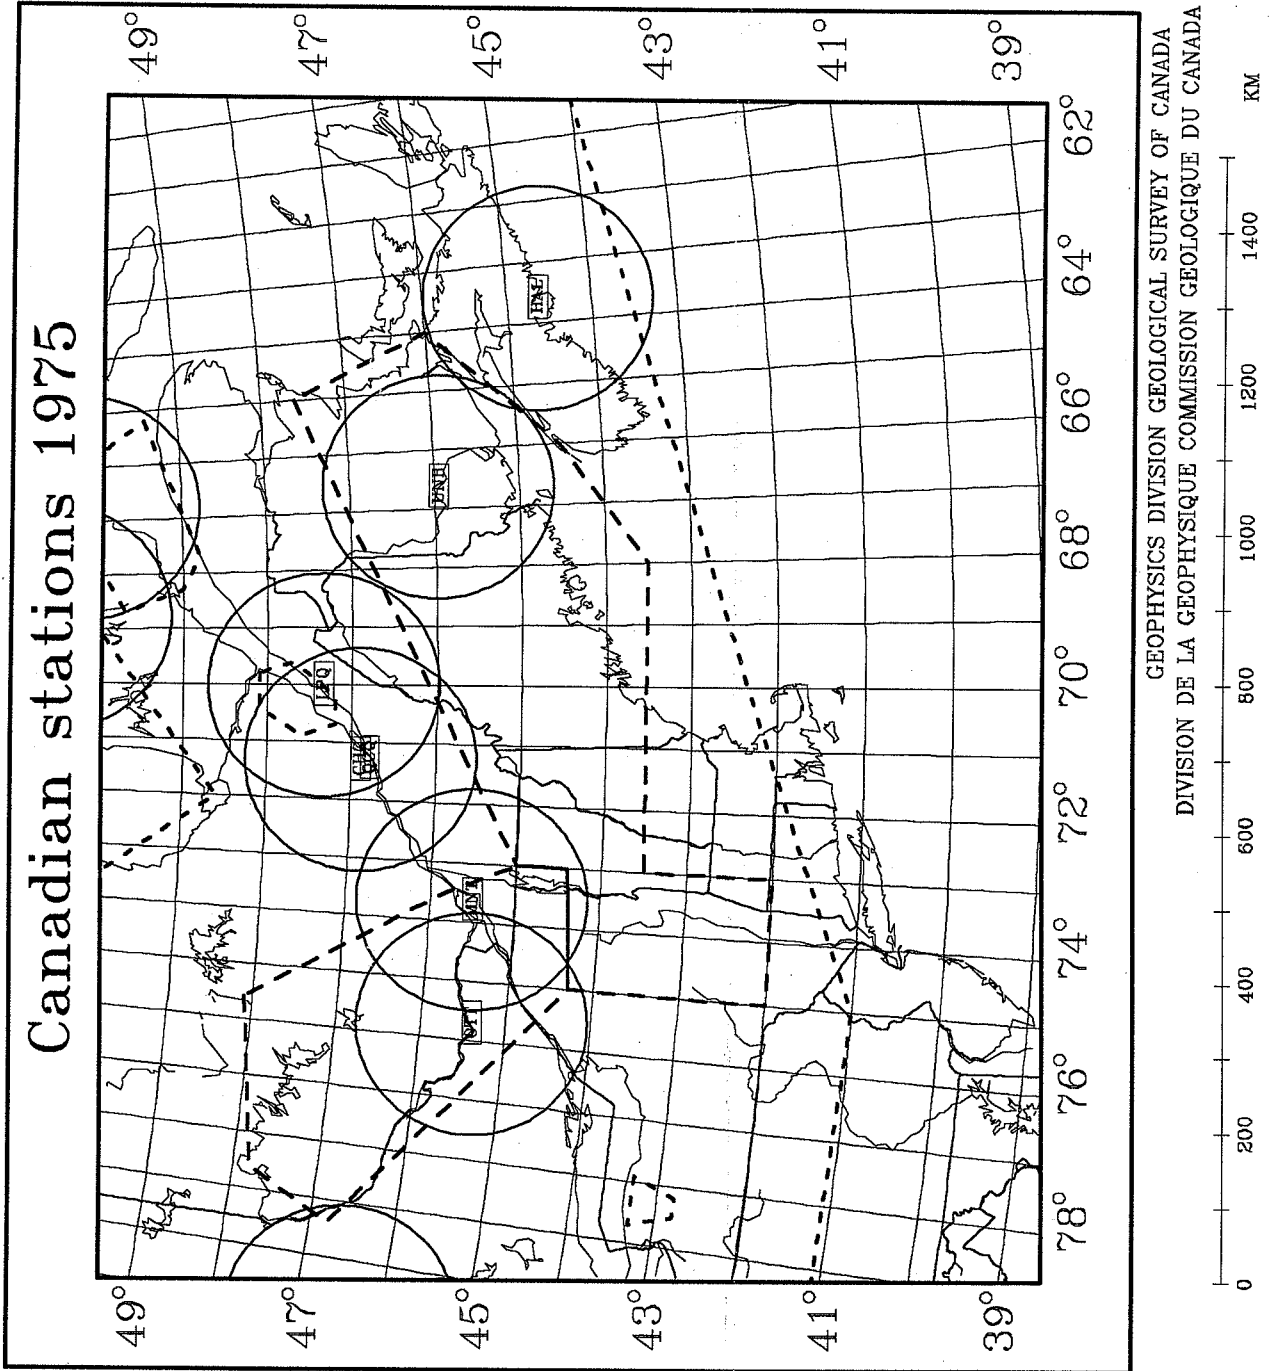 Canadian stations 1975
49°
47°
45°
43°
41°
39°
HAL
UNB
LPQ
MNT
OTT
62°
64°
66°
68°
70°
72°
74°
76°
78°
49°
47°
45°
43°
41°
39°
GEOPHYSICS DIVISION GEOLOGICAL SURVEY OF CANADA
DIVISION DE LA GEOPHYSIQUE COMMISSION GEOLOGIQUE DU CANADA
0 200 400 600 800 1000 1200 1400 KM